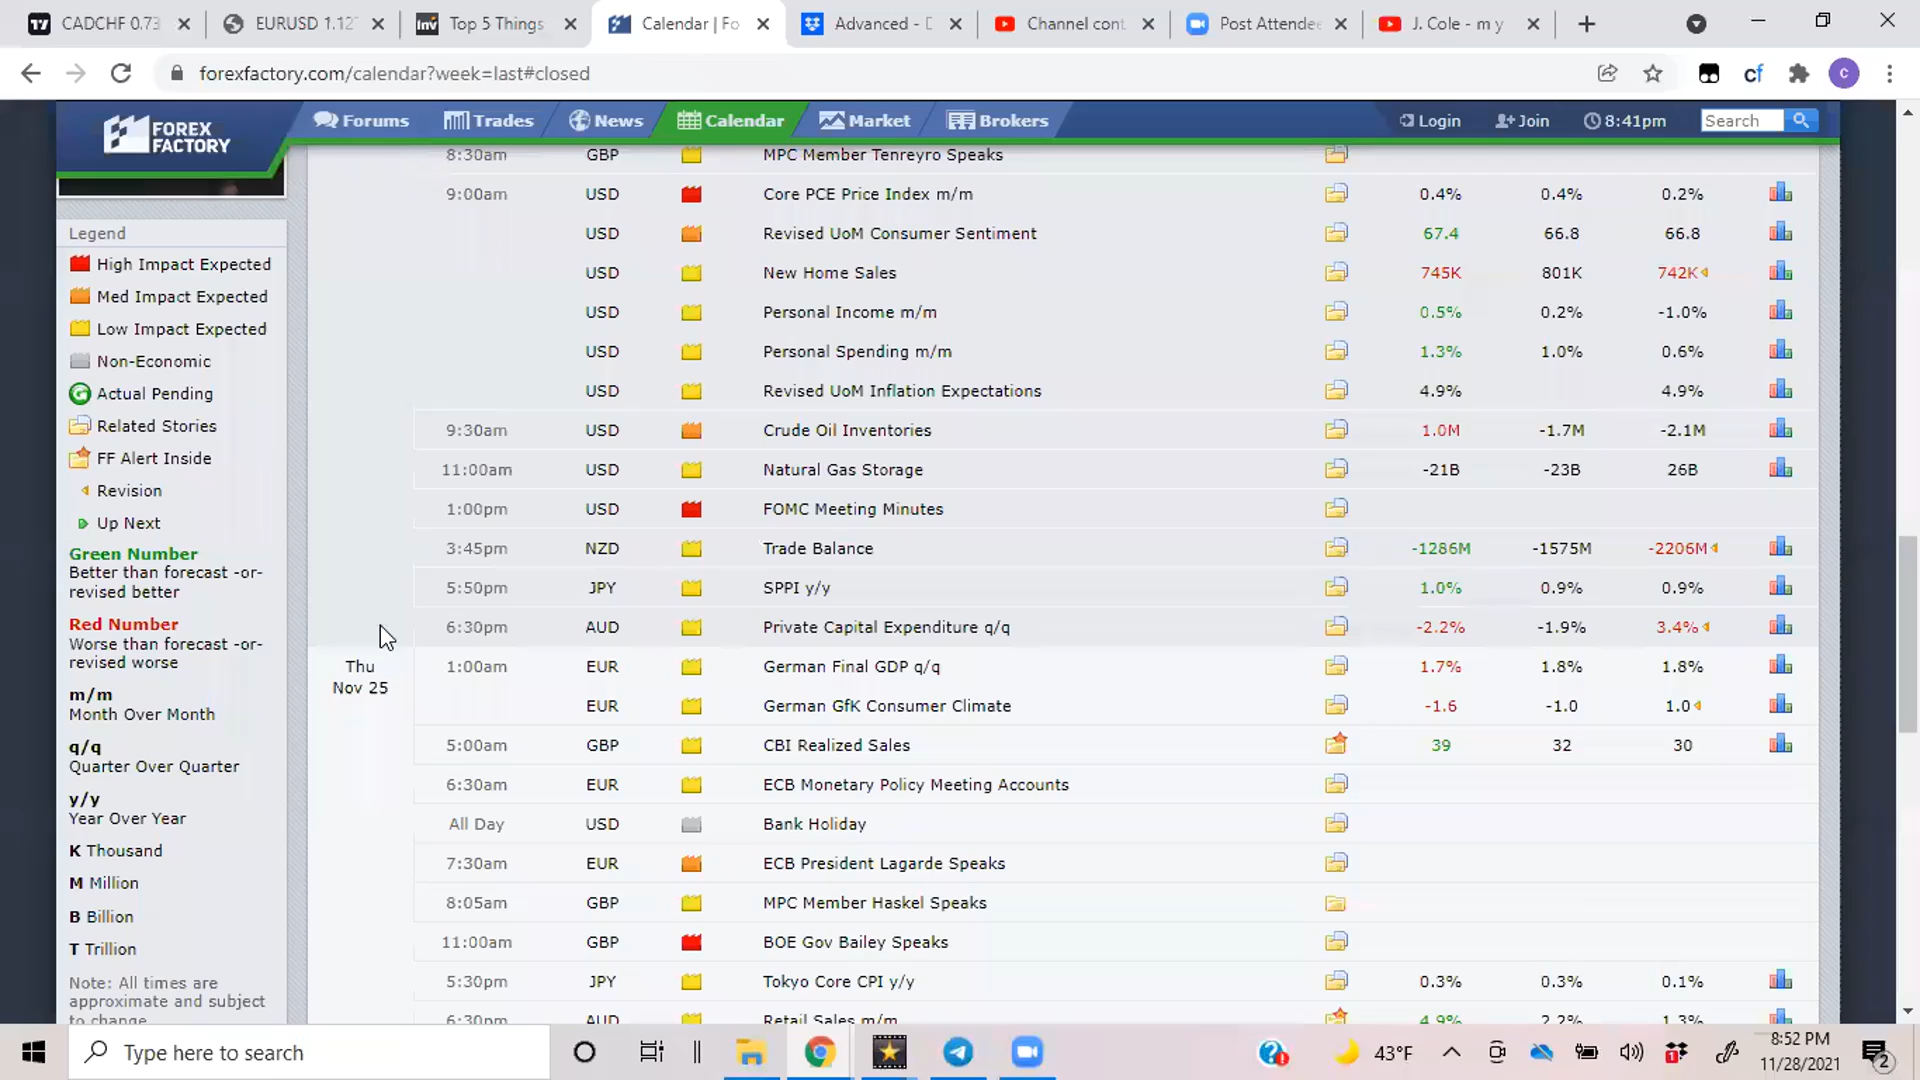 CADCHF 0.73
EURUSD 1.12
Top 5 Things
Calendar | Fo
Advanced - D
Channel cont
Post Attendee
J. Cole - m y
forexfactory.com/calendar?week=last#closed
FOREX FACTORY
Forums Trades News Calendar Market Brokers Login Join 8:41pm Search
8:30am GBP MPC Member Tenreyro Speaks
9:00am USD Core PCE Price Index m/m 0.4% 0.4% 0.2%
USD Revised UoM Consumer Sentiment 67.4 66.8 66.8
USD New Home Sales 745K 801K 742K
USD Personal Income m/m 0.5% 0.2% -1.0%
USD Personal Spending m/m 1.3% 1.0% 0.6%
USD Revised UoM Inflation Expectations 4.9% 4.9%
9:30am USD Crude Oil Inventories 1.0M -1.7M -2.1M
11:00am USD Natural Gas Storage -21B -23B 26B
1:00pm USD FOMC Meeting Minutes
3:45pm NZD Trade Balance -1286M -1575M -2206M
5:50pm JPY SPPI y/y 1.0% 0.9% 0.9%
6:30pm AUD Private Capital Expenditure q/q -2.2% -1.9% 3.4%
Thu
Nov 25
1:00am EUR German Final GDP q/q 1.7% 1.8% 1.8%
EUR German GfK Consumer Climate -1.6 -1.0 1.0
5:00am GBP CBI Realized Sales 39 32 30
6:30am EUR ECB Monetary Policy Meeting Accounts
All Day USD Bank Holiday
7:30am EUR ECB President Lagarde Speaks
8:05am GBP MPC Member Haskel Speaks
11:00am GBP BOE Gov Bailey Speaks
5:30pm JPY Tokyo Core CPI y/y 0.3% 0.3% 0.1%
6:30pm AUD Retail Sales m/m 4.9% 2.2% 1.3%
Legend
High Impact Expected
Med Impact Expected
Low Impact Expected
Non-Economic
Actual Pending
Related Stories
FF Alert Inside
Revision
Up Next
Green Number
Better than forecast -or-
revised better
Red Number
Worse than forecast -or-
revised worse
m/m
Month Over Month
q/q
Quarter Over Quarter
y/y
Year Over Year
K Thousand
M Million
B Billion
T Trillion
Note: All times are
approximate and subject
to change.
Type here to search
43°F
8:52 PM
11/28/2021
2